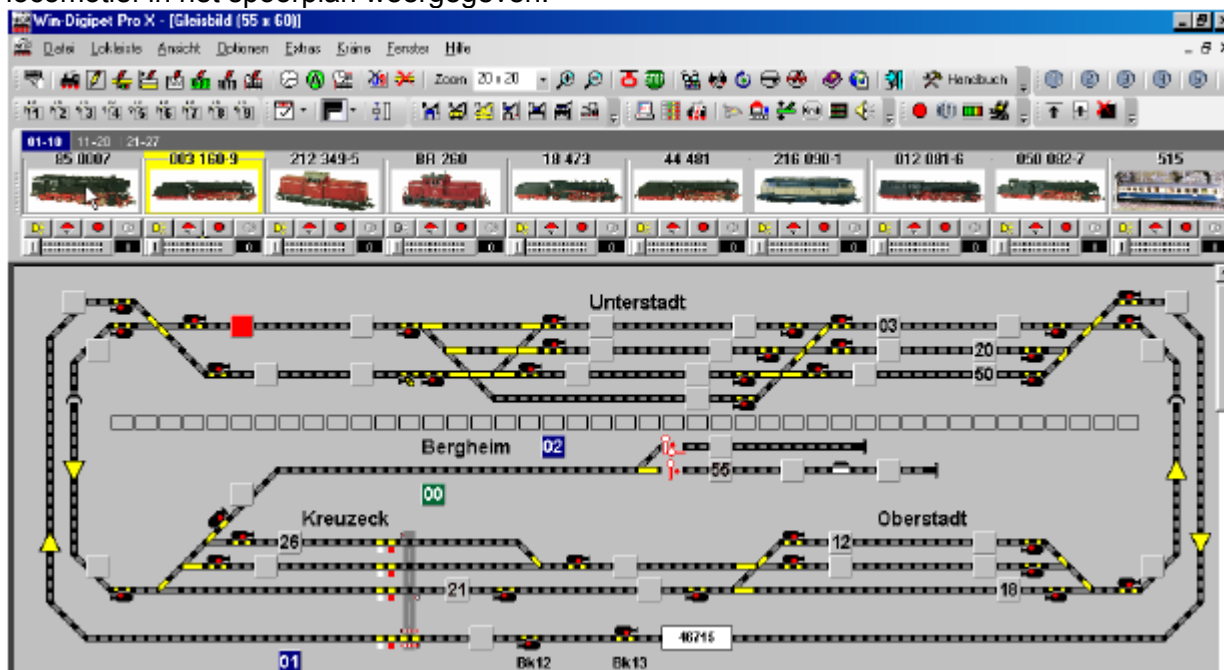 locomotief in het spoorplan weergegeven.
Win-Digipet Pro X - [Gleisbild (55 x 60)]
Datei Lokleiste Ansicht Optionen Extras Kräne Fenster Hilfe
Zoom 20 x 20 Handbuch
01-10 11-20 21-27
85 0007 003 160-9 212 349-5 BR 260 18 473 44 481 216 090-1 012 081-6 050 082-7 515
Unterstadt
03
20
50
Bergheim 02
55
00
Kreuzeck Oberstadt
26 12
21 18
46715
01 Bk12 Bk13